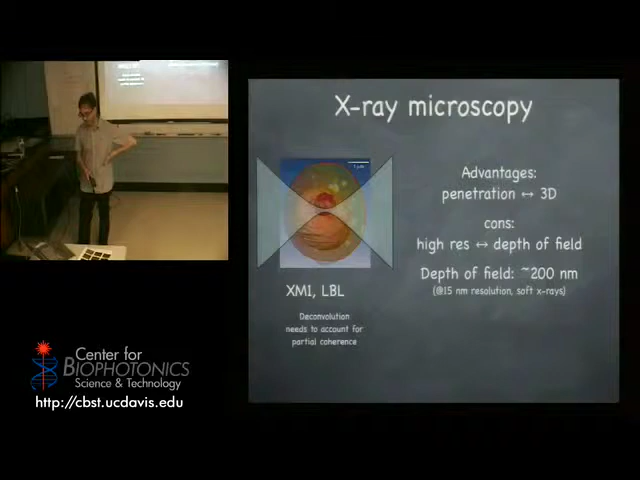 X-ray microscopy
1 μm
Advantages:
penetration ↔ 3D
cons:
high res ↔ depth of field
Depth of field: ~200 nm
(@15 nm resolution, soft x-rays)
XM1, LBL
Deconvolution
needs to account for
partial coherence
Center for
BIOPHOTONICS
Science & Technology
http://cbst.ucdavis.edu